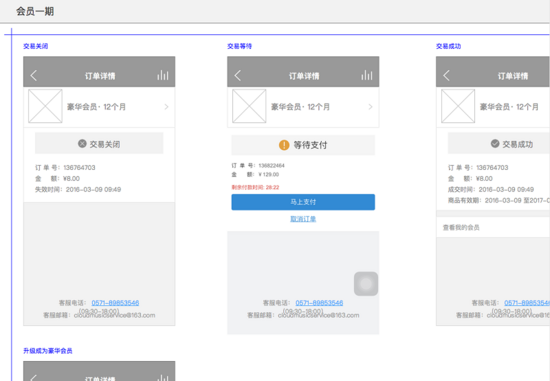 会员一期
交易关闭
订单详情
豪华会员· 12个月
交易关闭
订 单 号：136764703
金 额：¥8.00
失效时间：2016-03-09 09:49
客服电话： 0571-89853546
(09:30-18:00)
客服邮箱：cloudmusicservice@163.com
交易等待
订单详情
豪华会员· 12个月
等待支付
订 单 号：136822464
金 额：¥ 129.00
剩余付款时间: 28:22
马上支付
取消订单
客服电话： 0571-89853546
(09:30-18:00)
客服邮箱：cloudmusicservice@163.com
交易成功
订单详情
豪华会员· 12个月
交易成功
订 单 号：136764703
金 额：¥8.00
成交时间：2016-03-09 09:49
商品有效期：2016-03-09 至2017-0
查看我的会员
客服电话： 0571-898535
(09:30-18:00)
客服邮箱：cloudmusicservice@163.com
升级成为豪华会员
订单详情